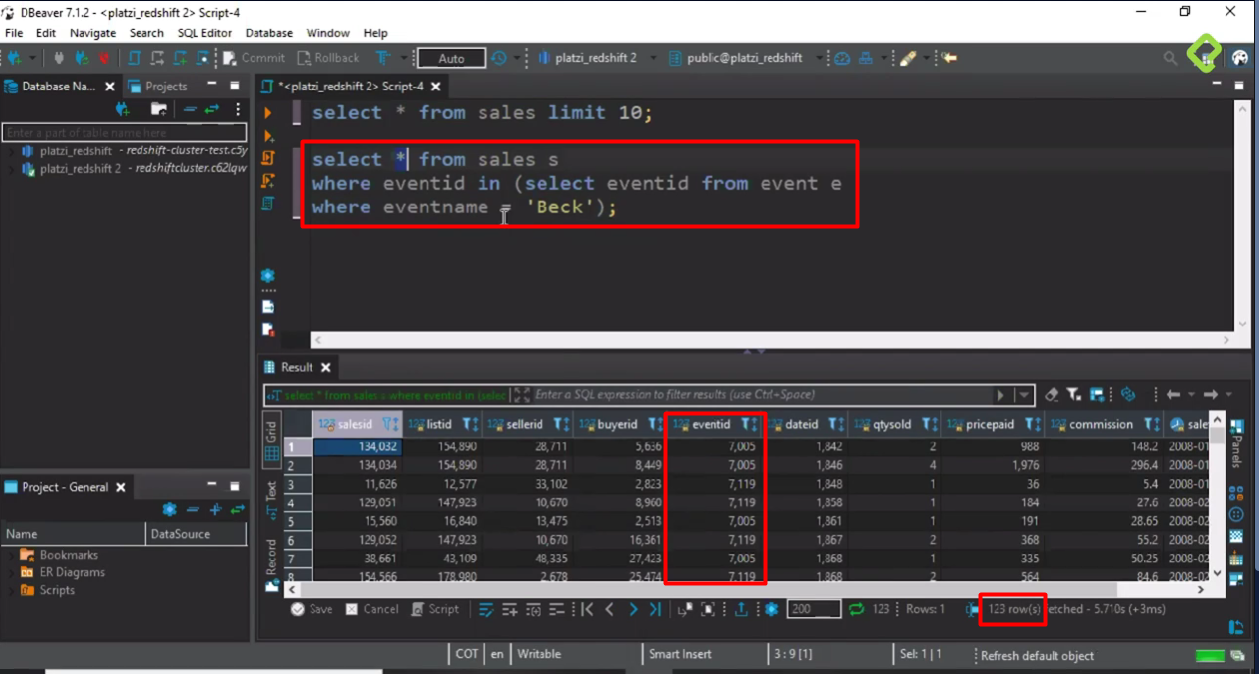 DBeaver 7.1.2 - <platzi_redshift 2> Script-4
File Edit Navigate Search SQL Editor Database Window Help
Commit Rollback Auto platzi_redshift 2 public@platzi_redshift
Database Na... Projects *<platzi_redshift 2> Script-4
Enter a part of table name here
platzi_redshift - redshift-cluster-test.c5y
platzi_redshift 2 - redshiftcluster.c62lqw
select * from sales limit 10;
select * from sales s
where eventid in (select eventid from event e
where eventname = 'Beck');
Result
select * from sales s where eventid in (selec Enter a SQL expression to filter results (use Ctrl+Space)
Grid
Text
Record
Panels
123 salesid 123 listid 123 sellerid 123 buyerid 123 eventid 123 dateid 123 qtysold 123 pricepaid 123 commission sale
1 134,032 154,890 28,711 5,636 7,005 1,842 2 988 148.2 2008-01
2 134,034 154,890 28,711 8,449 7,005 1,846 4 1,976 296.4 2008-01
3 11,626 12,577 33,102 2,823 7,119 1,848 1 36 5.4 2008-01
4 129,051 147,923 10,670 8,960 7,119 1,858 1 184 27.6 2008-02
5 15,560 16,840 13,475 2,513 7,005 1,861 1 191 28.65 2008-02
6 129,052 147,923 10,670 16,361 7,119 1,867 2 368 55.2 2008-02
7 38,661 43,109 48,335 27,423 7,005 1,868 1 335 50.25 2008-02
8 154,566 178,980 2,678 25,474 7,119 1,868 2 564 84.6 2008-02
Save Cancel Script 200 123 Rows: 1 123 row(s) fetched - 5.710s (+3ms)
Project - General
Name DataSource
Bookmarks
ER Diagrams
Scripts
COT en Writable Smart Insert 3 : 9 [1] Sel: 1 | 1 Refresh default object